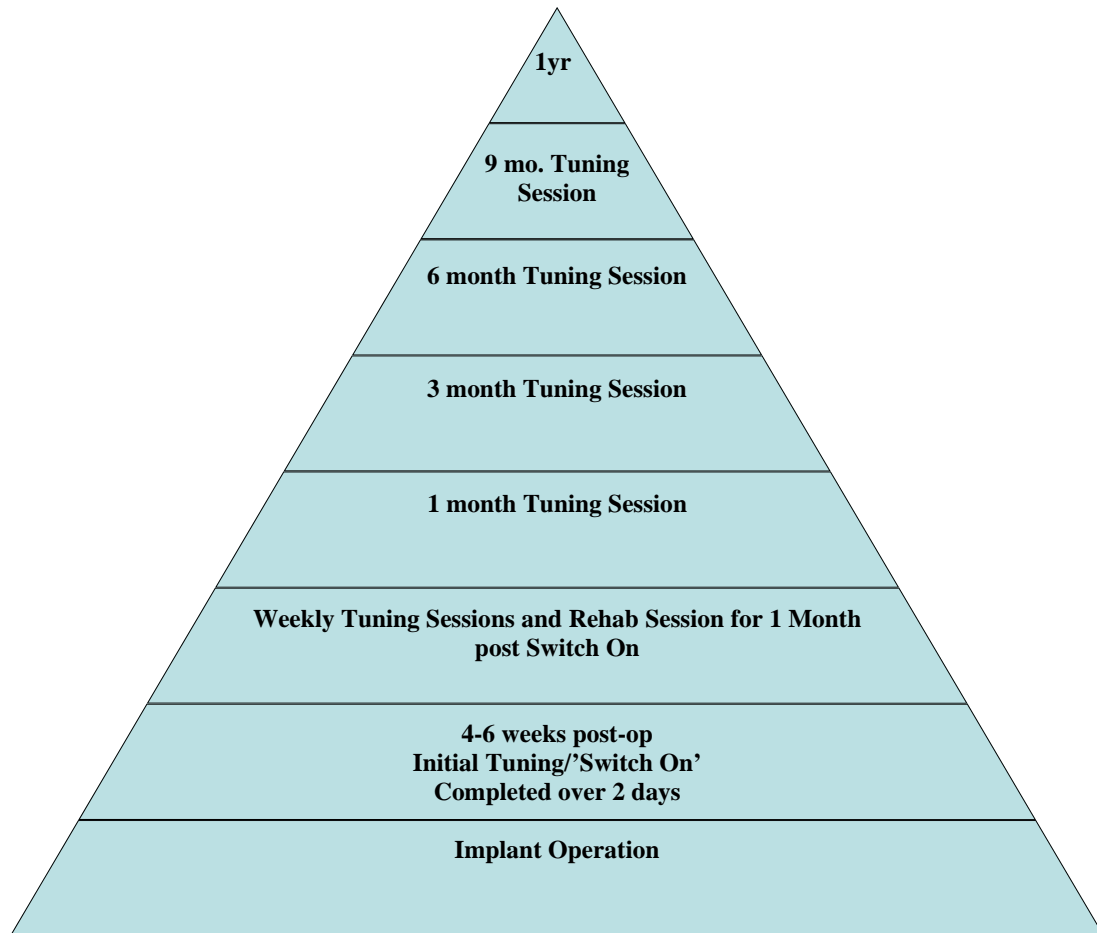 1yr
9 mo. Tuning
Session
6 month Tuning Session
3 month Tuning Session
1 month Tuning Session
Weekly Tuning Sessions and Rehab Session for 1 Month
post Switch On
4-6 weeks post-op
Initial Tuning/’Switch On’
Completed over 2 days
Implant Operation